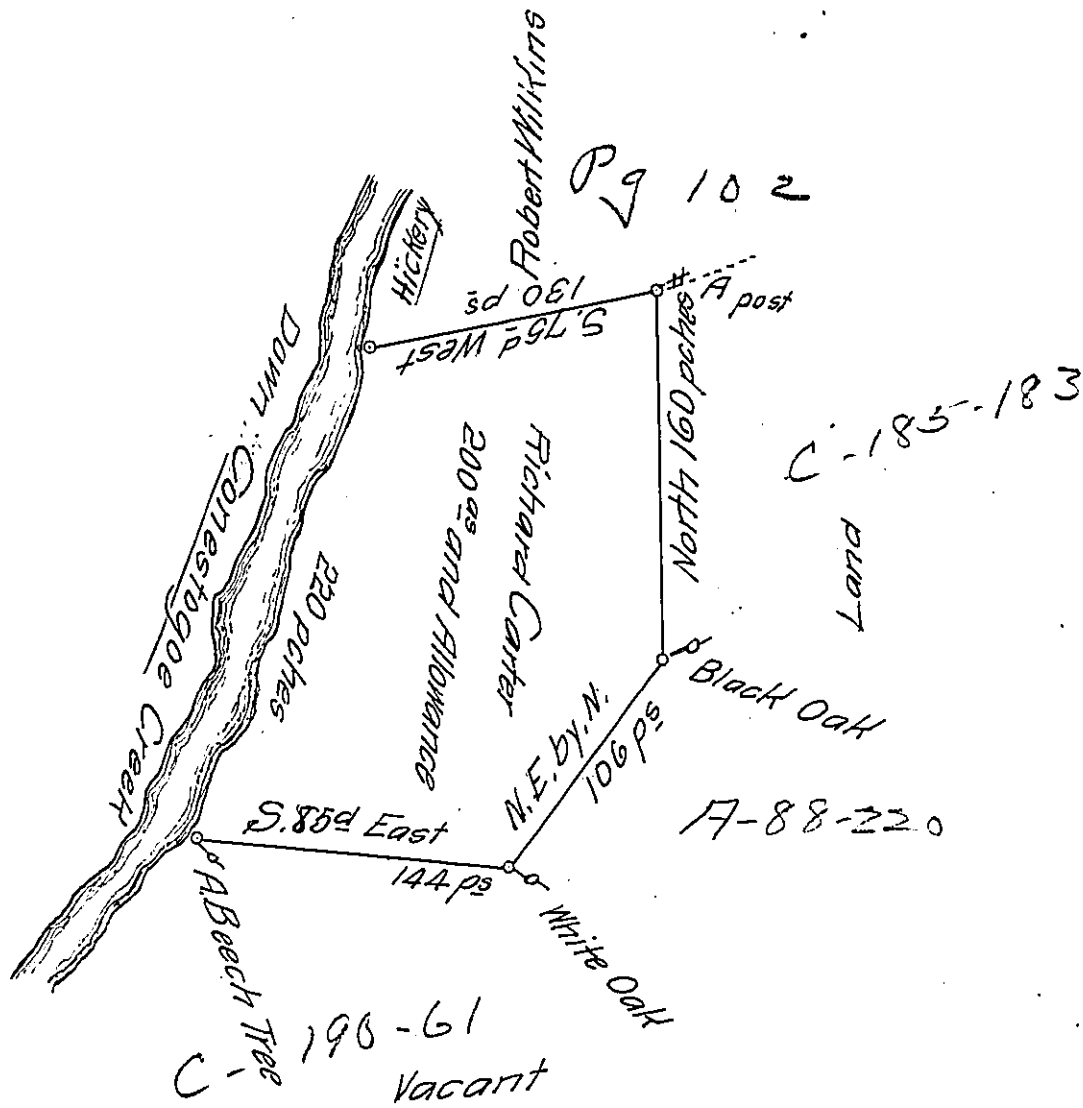 Robert Wilkins
Pg 102
Hickery
130 ps
S.75d West
A post
North 160 pches
C-185-183
Land
Down Conestogoe Creek
220 pches
Richard Carter
200as and Allowance
Black Oak
N.E. by N.
106 ps
A-88-220
S.85d East
144 ps
White Oak
A Beech Tree
C-190-61
Vacant